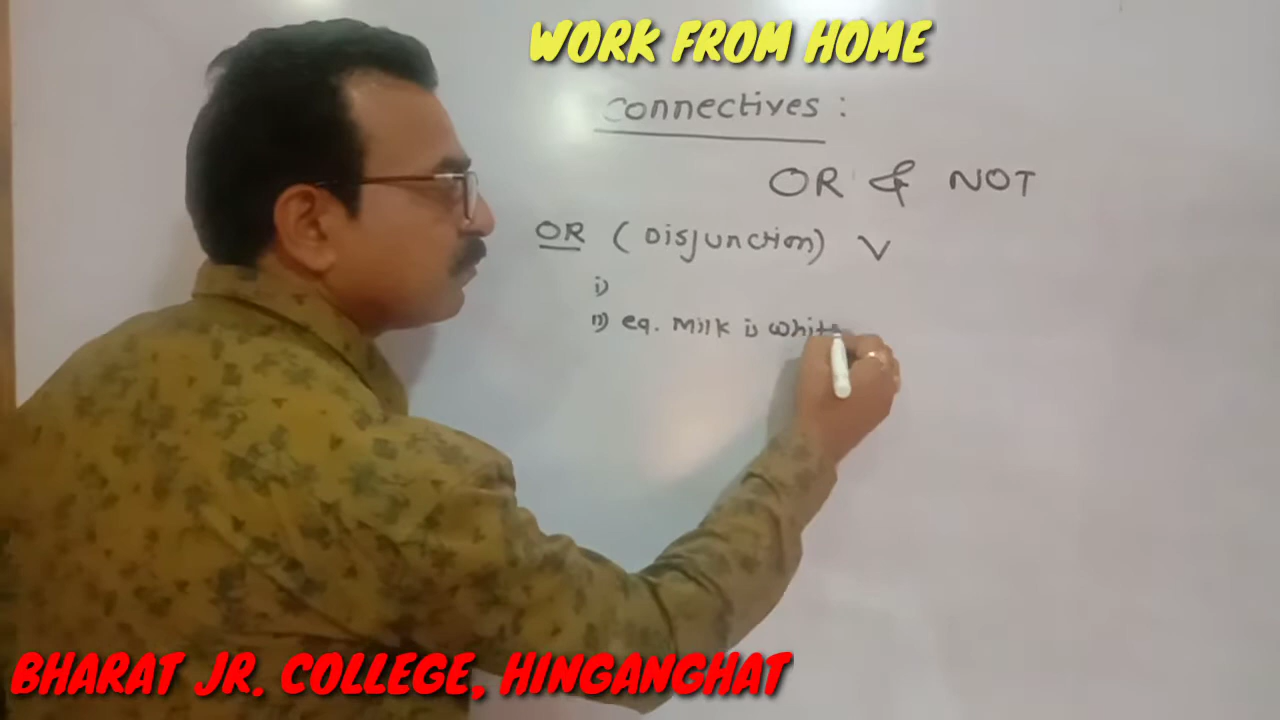 WORK FROM HOME
Connectives :
OR & NOT
OR ( Disjunction) V
i)
ii) eg. Milk is white
BHARAT JR. COLLEGE, HINGANGHAT